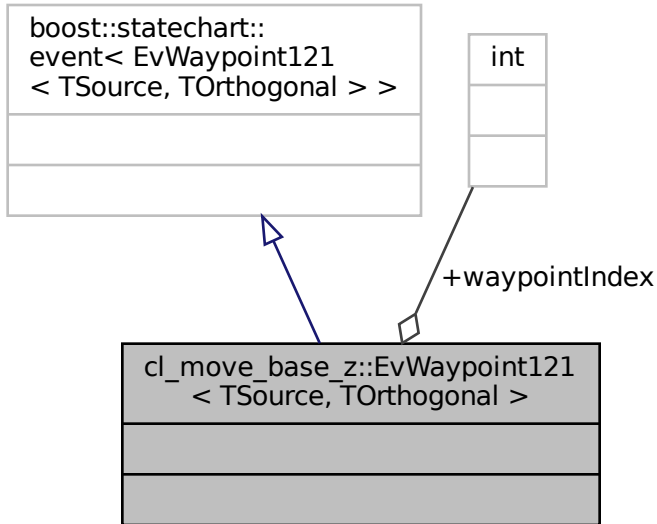 boost::statechart::
event< EvWaypoint121
< TSource, TOrthogonal > >
int
+waypointIndex
cl_move_base_z::EvWaypoint121
< TSource, TOrthogonal >